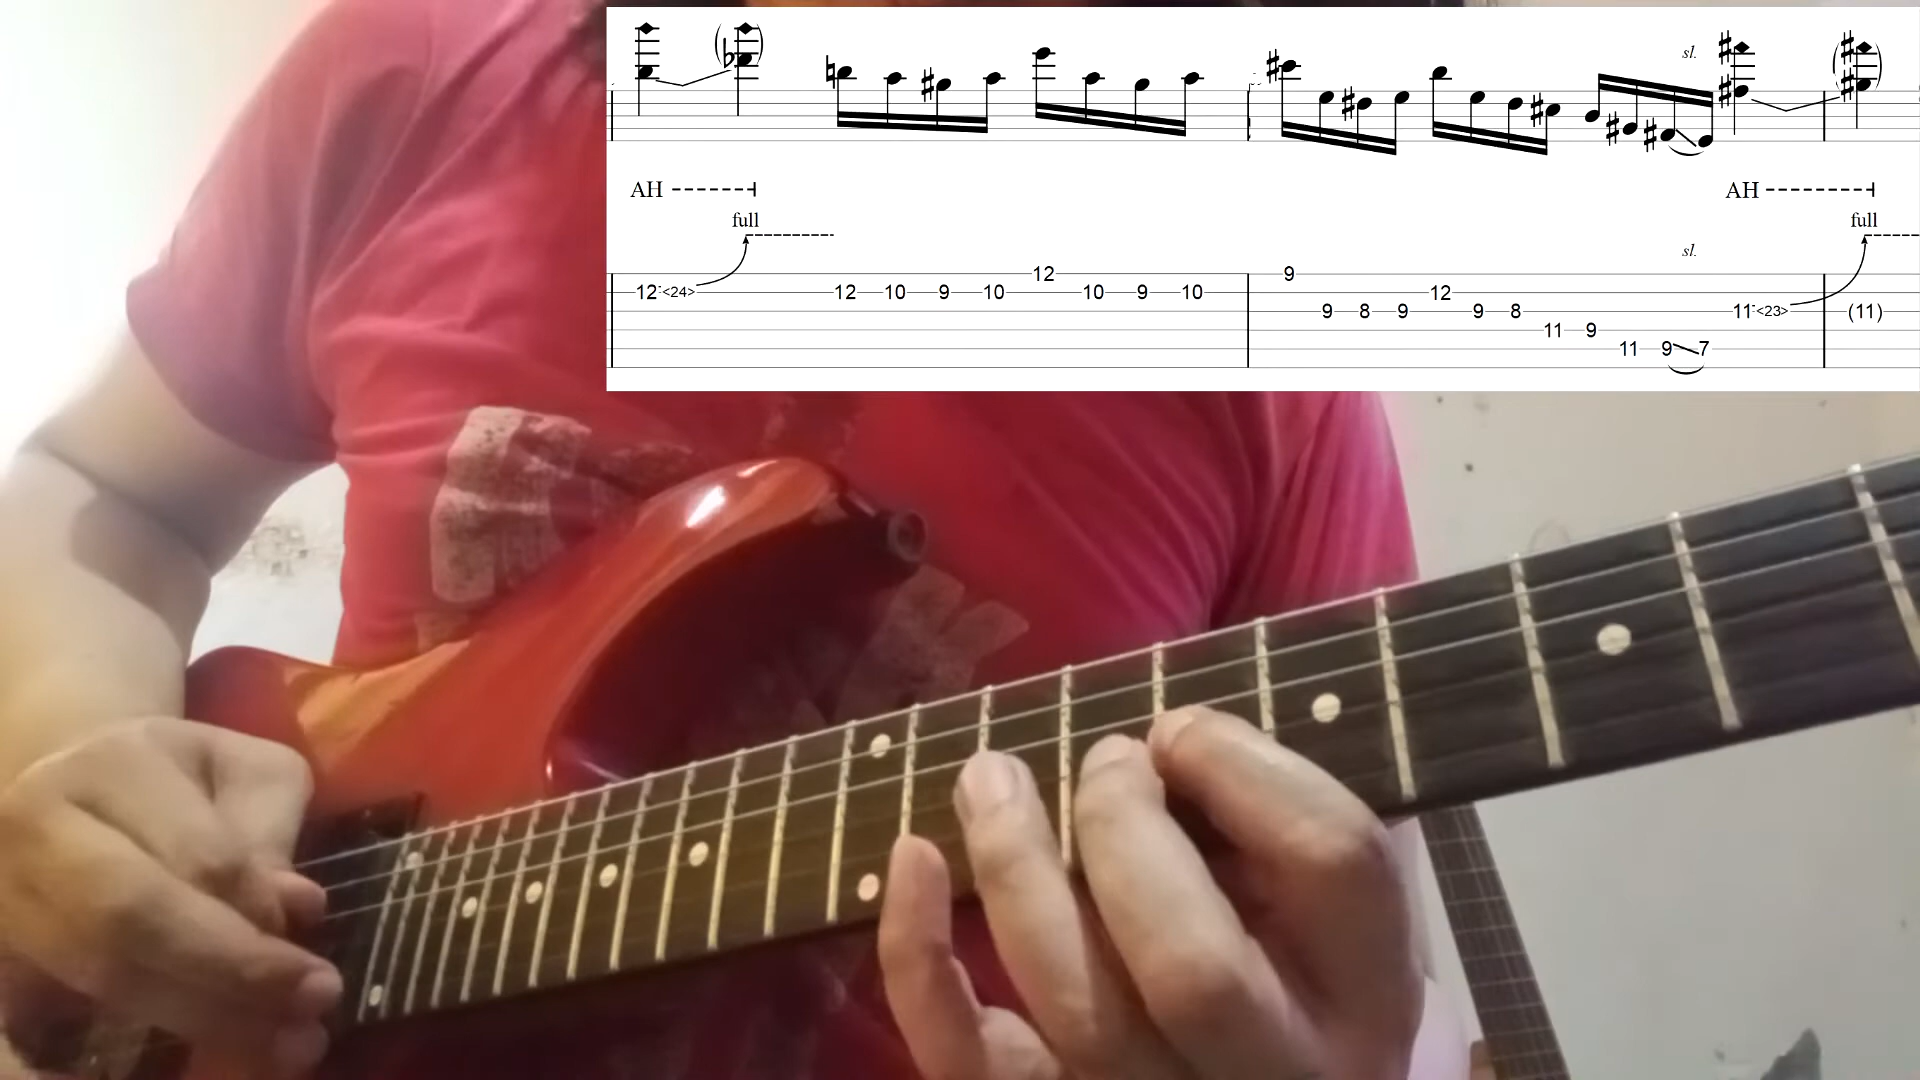 sl.
AH AH
full full
sl.
12 9
12 <24> 12 10 9 10 10 9 10 12
9 8 9 9 8 11 <23> (11)
11 9
11 9 7